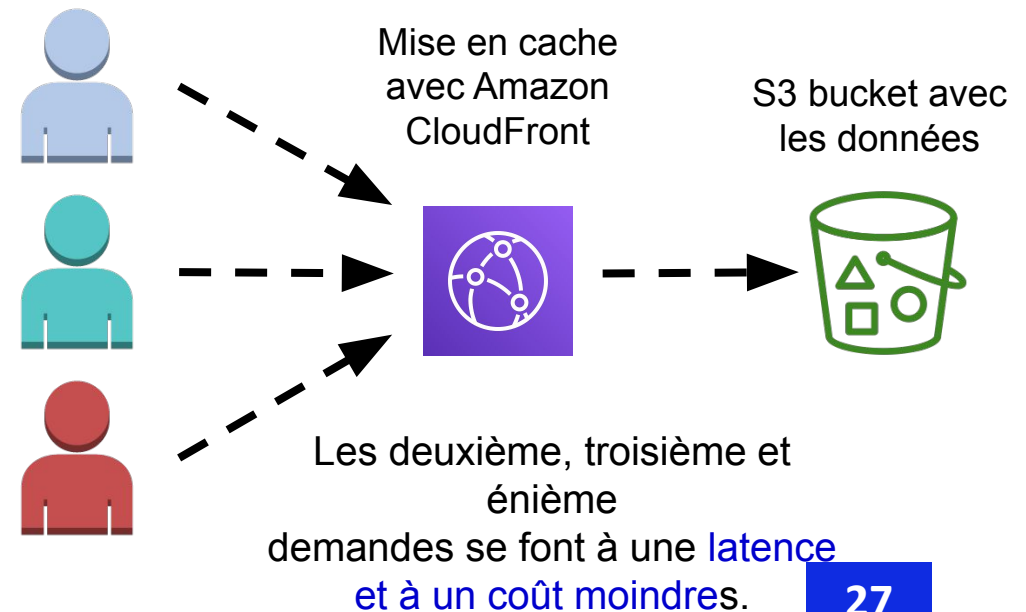 Mise en cache
avec Amazon
CloudFront
S3 bucket avec
les données
Les deuxième, troisième et
énième
demandes se font à une latence
et à un coût moindres.
27